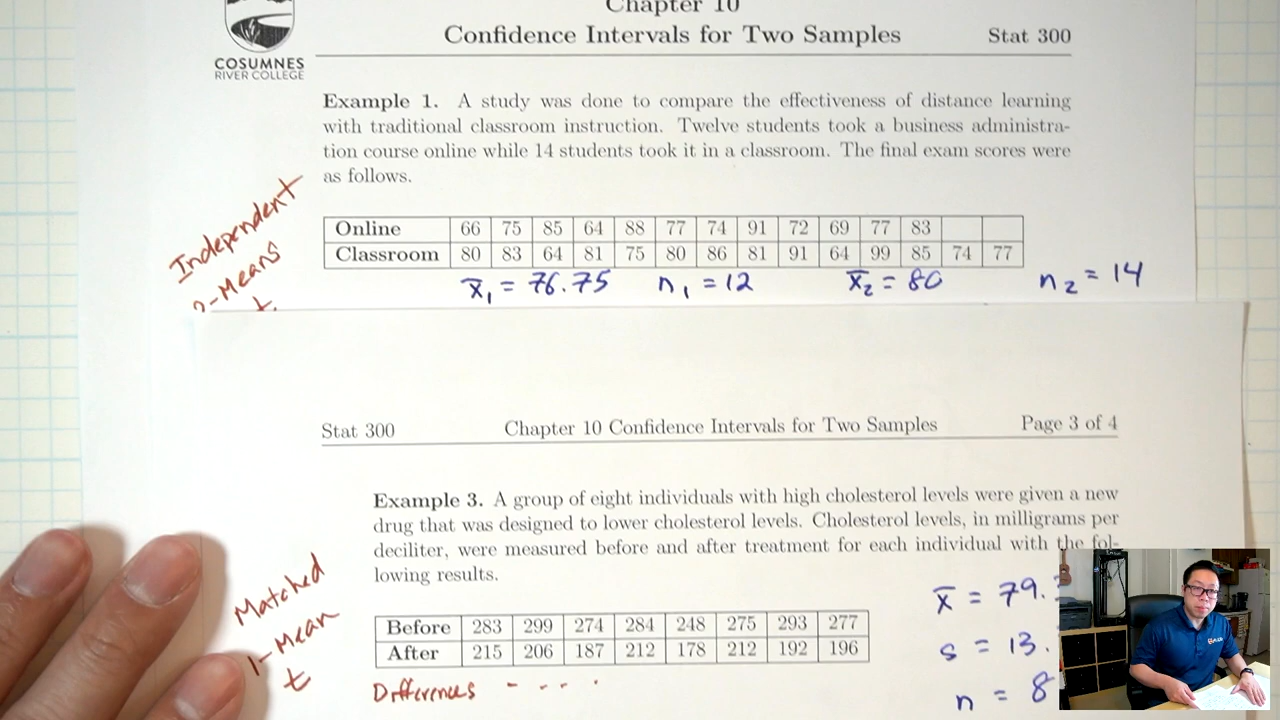 Chapter 10
Confidence Intervals for Two Samples Stat 300
COSUMNES
RIVER COLLEGE
Example 1. A study was done to compare the effectiveness of distance learning
with traditional classroom instruction. Twelve students took a business administra-
tion course online while 14 students took it in a classroom. The final exam scores were
as follows.
Independent
2-Means
t
Online 66 75 85 64 88 77 74 91 72 69 77 83
Classroom 80 83 64 81 75 80 86 81 91 64 99 85 74 77
x̄₁ = 76.75 n₁ = 12 x̄₂ = 80 n₂ = 14
Stat 300 Chapter 10 Confidence Intervals for Two Samples Page 3 of 4
Example 3. A group of eight individuals with high cholesterol levels were given a new
drug that was designed to lower cholesterol levels. Cholesterol levels, in milligrams per
deciliter, were measured before and after treatment for each individual with the fol-
lowing results.
Matched
1-Mean
t
Before 283 299 274 284 248 275 293 277
After 215 206 187 212 178 212 192 196
Differences - - - .
x̄ = 79.
s = 13.
n = 8